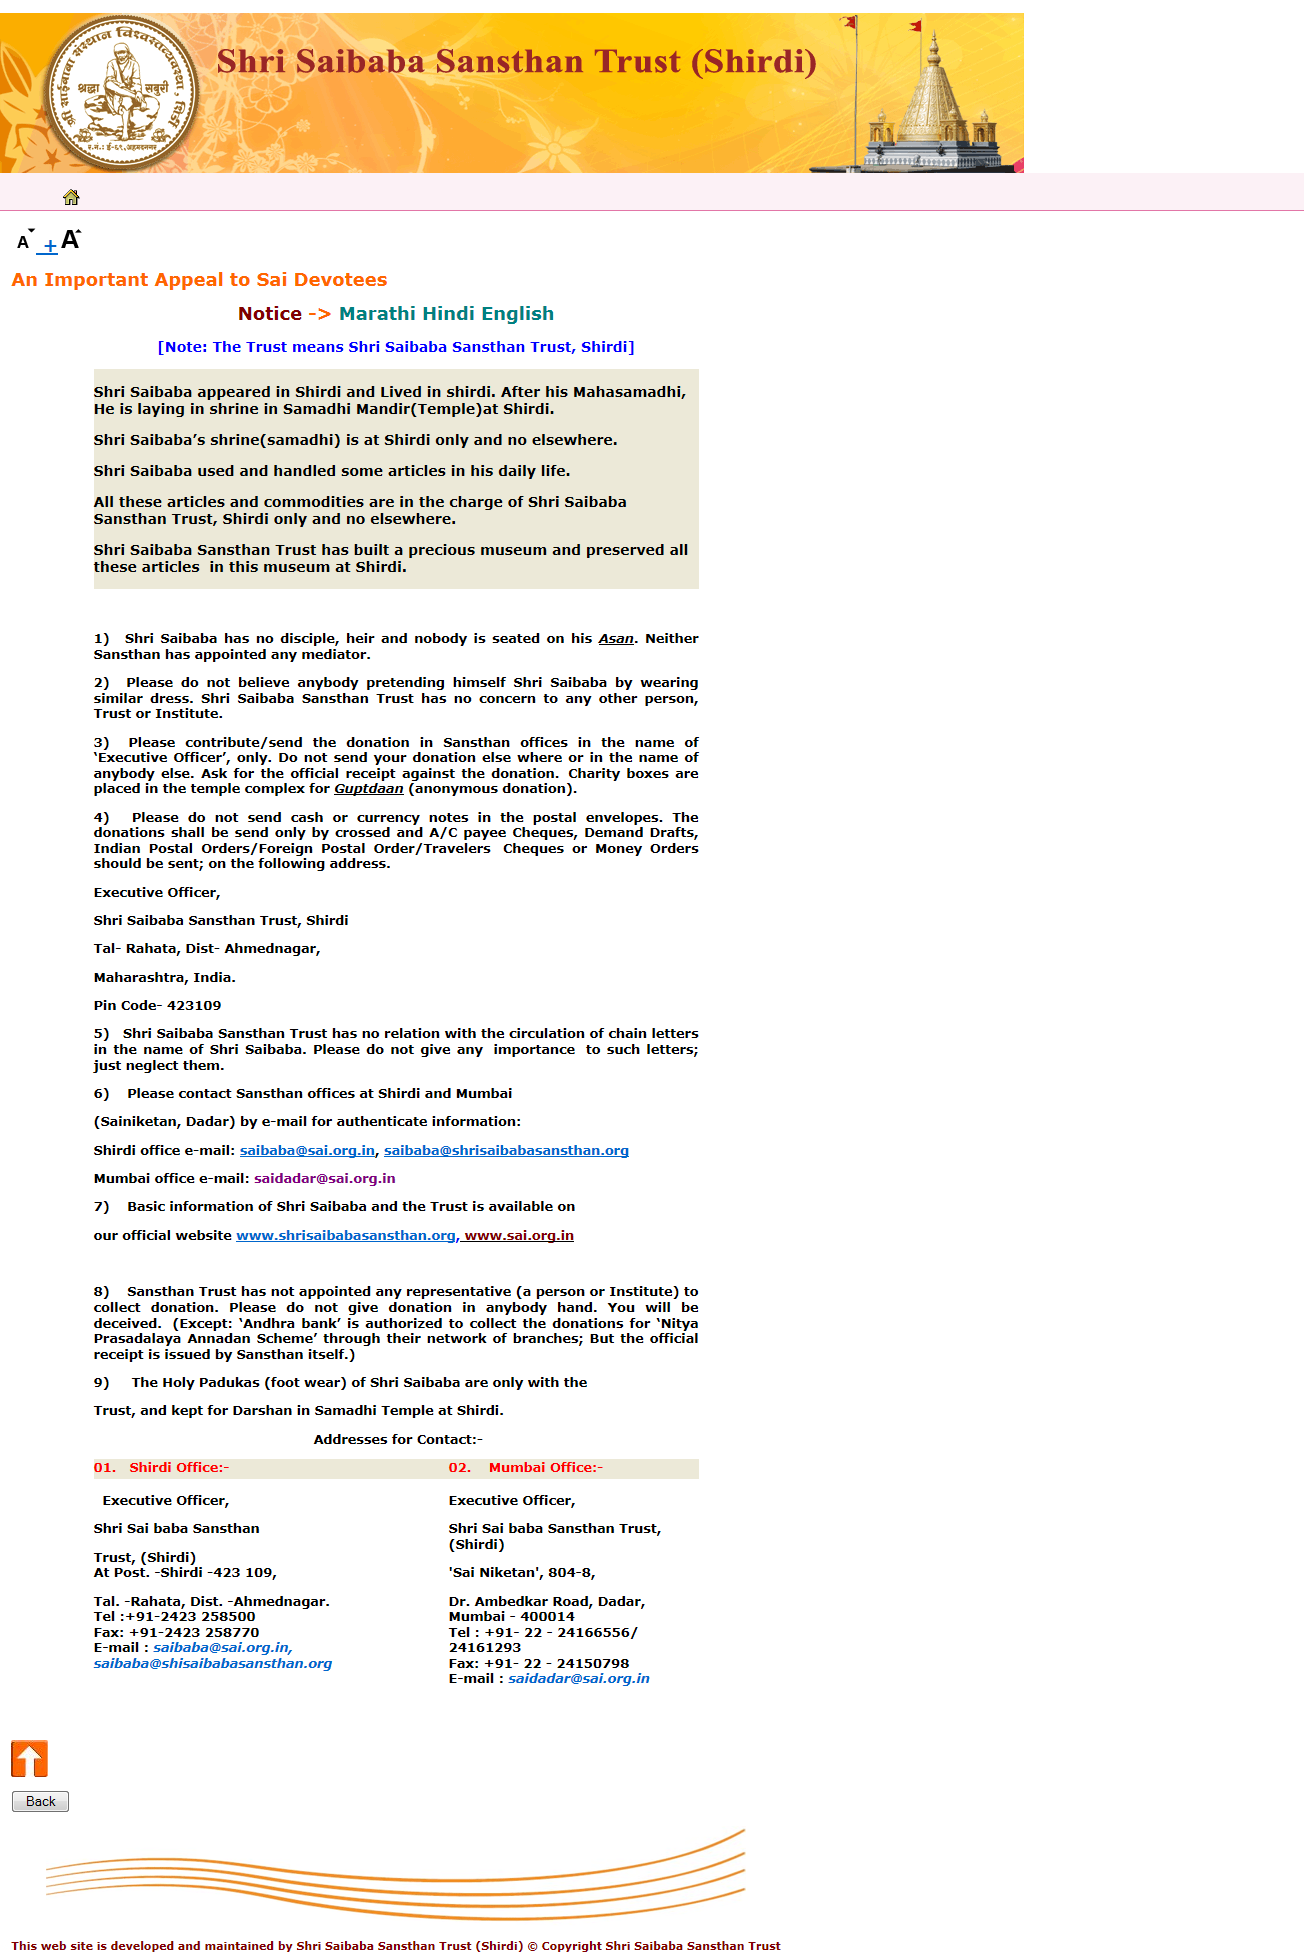 श्री साईबाबा संस्थान विश्वस्तव्यवस्था, शिर्डी
श्रद्धा सबुरी
र.नं.: ई-६९,अहमदनगर
Shri Saibaba Sansthan Trust (Shirdi)
A + A
An Important Appeal to Sai Devotees
Notice -> Marathi Hindi English
[Note: The Trust means Shri Saibaba Sansthan Trust, Shirdi]
Shri Saibaba appeared in Shirdi and Lived in shirdi. After his Mahasamadhi,
He is laying in shrine in Samadhi Mandir(Temple)at Shirdi.
Shri Saibaba’s shrine(samadhi) is at Shirdi only and no elsewhere.
Shri Saibaba used and handled some articles in his daily life.
All these articles and commodities are in the charge of Shri Saibaba
Sansthan Trust, Shirdi only and no elsewhere.
Shri Saibaba Sansthan Trust has built a precious museum and preserved all
these articles in this museum at Shirdi.
1) Shri Saibaba has no disciple, heir and nobody is seated on his Asan. Neither
Sansthan has appointed any mediator.
2) Please do not believe anybody pretending himself Shri Saibaba by wearing
similar dress. Shri Saibaba Sansthan Trust has no concern to any other person,
Trust or Institute.
3) Please contribute/send the donation in Sansthan offices in the name of
‘Executive Officer’, only. Do not send your donation else where or in the name of
anybody else. Ask for the official receipt against the donation. Charity boxes are
placed in the temple complex for Guptdaan (anonymous donation).
4) Please do not send cash or currency notes in the postal envelopes. The
donations shall be send only by crossed and A/C payee Cheques, Demand Drafts,
Indian Postal Orders/Foreign Postal Order/Travelers Cheques or Money Orders
should be sent; on the following address.
Executive Officer,
Shri Saibaba Sansthan Trust, Shirdi
Tal- Rahata, Dist- Ahmednagar,
Maharashtra, India.
Pin Code- 423109
5) Shri Saibaba Sansthan Trust has no relation with the circulation of chain letters
in the name of Shri Saibaba. Please do not give any importance to such letters;
just neglect them.
6) Please contact Sansthan offices at Shirdi and Mumbai
(Sainiketan, Dadar) by e-mail for authenticate information:
Shirdi office e-mail: saibaba@sai.org.in, saibaba@shrisaibabasansthan.org
Mumbai office e-mail: saidadar@sai.org.in
7) Basic information of Shri Saibaba and the Trust is available on
our official website www.shrisaibabasansthan.org, www.sai.org.in
8) Sansthan Trust has not appointed any representative (a person or Institute) to
collect donation. Please do not give donation in anybody hand. You will be
deceived. (Except: ‘Andhra bank’ is authorized to collect the donations for ‘Nitya
Prasadalaya Annadan Scheme’ through their network of branches; But the official
receipt is issued by Sansthan itself.)
9) The Holy Padukas (foot wear) of Shri Saibaba are only with the
Trust, and kept for Darshan in Samadhi Temple at Shirdi.
Addresses for Contact:-
01. Shirdi Office:-
Executive Officer,
Shri Sai baba Sansthan
Trust, (Shirdi)
At Post. -Shirdi -423 109,
Tal. -Rahata, Dist. -Ahmednagar.
Tel :+91-2423 258500
Fax: +91-2423 258770
E-mail : saibaba@sai.org.in,
saibaba@shisaibabasansthan.org
02. Mumbai Office:-
Executive Officer,
Shri Sai baba Sansthan Trust,
(Shirdi)
'Sai Niketan', 804-8,
Dr. Ambedkar Road, Dadar,
Mumbai - 400014
Tel : +91- 22 - 24166556/
24161293
Fax: +91- 22 - 24150798
E-mail : saidadar@sai.org.in
Back
This web site is developed and maintained by Shri Saibaba Sansthan Trust (Shirdi) © Copyright Shri Saibaba Sansthan Trust